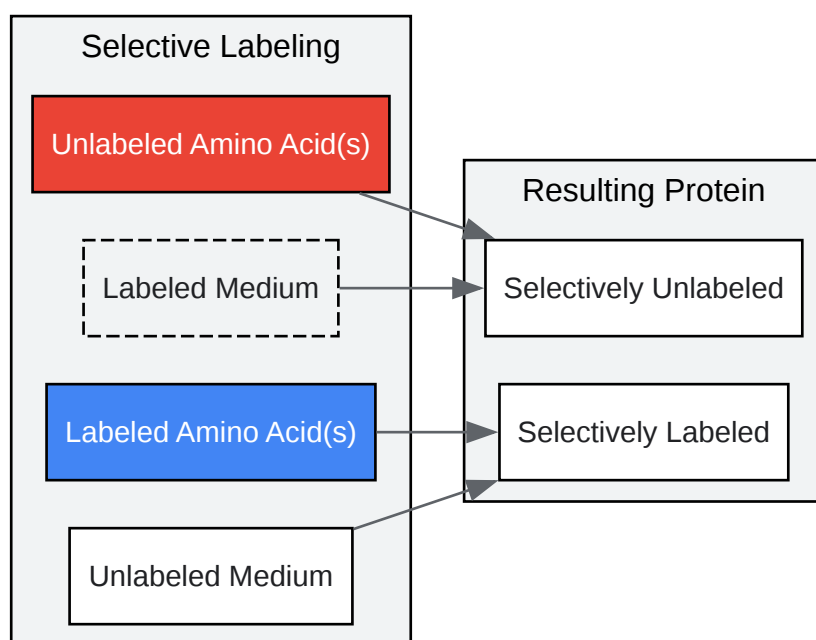 Selective Labeling
Unlabeled Amino Acid(s)
Labeled Medium
Labeled Amino Acid(s)
Unlabeled Medium
Resulting Protein
Selectively Unlabeled
Selectively Labeled